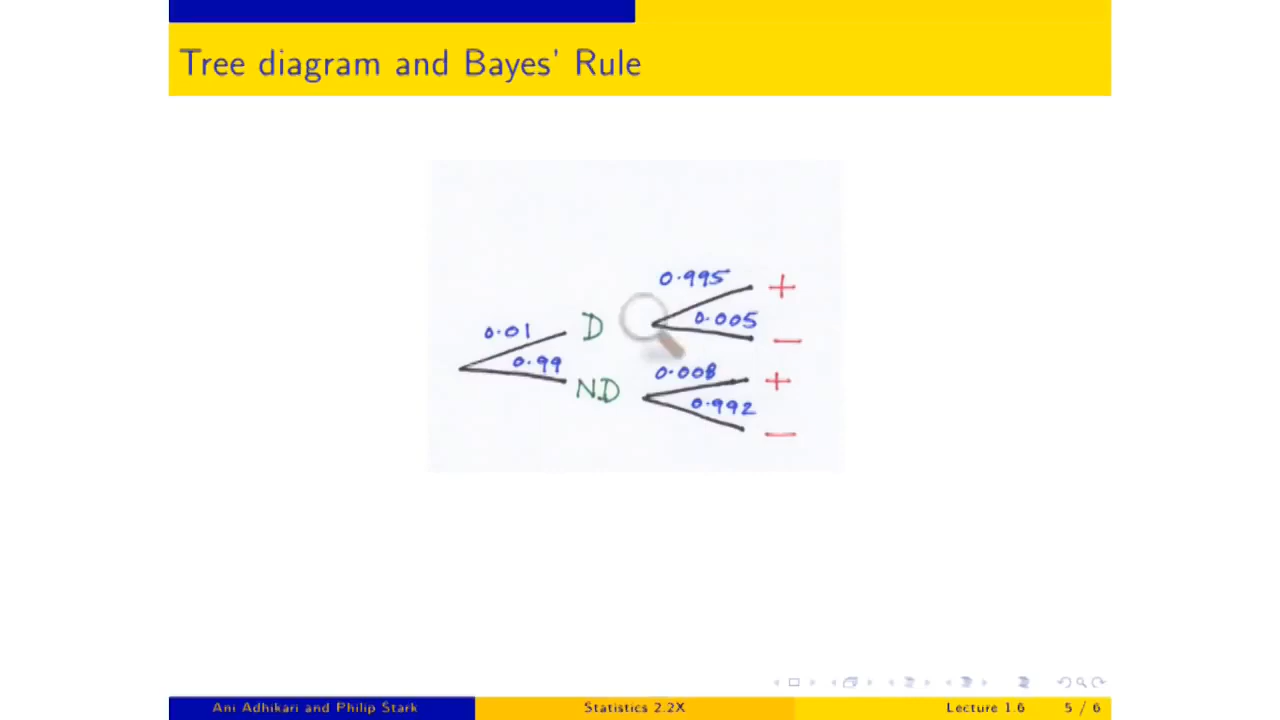 Tree diagram and Bayes' Rule
0.995 +
0.005 −
0.01 D
0.99 ND
0.008 +
0.992 −
Ani Adhikari and Philip Stark Statistics 2.2X Lecture 1.6 5 / 6